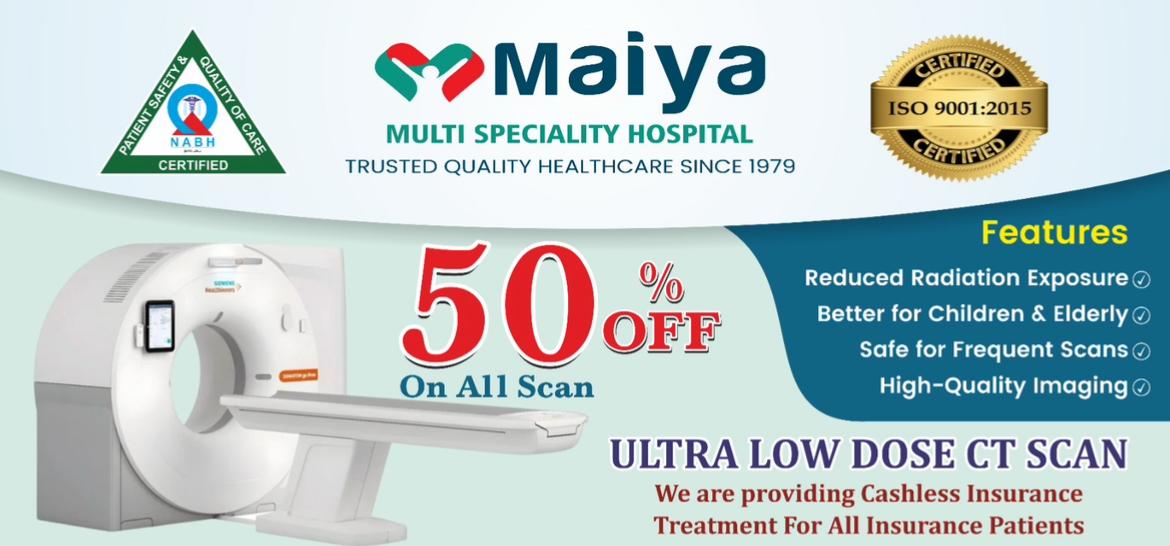 PATIENT SAFETY & QUALITY OF CARE
NABH
CERTIFIED
Maiya
MULTI SPECIALITY HOSPITAL
TRUSTED QUALITY HEALTHCARE SINCE 1979
CERTIFIED
ISO 9001:2015
CERTIFIED
SIEMENS
Healthineers
50% OFF
On All Scan
Features
Reduced Radiation Exposure
Better for Children & Elderly
Safe for Frequent Scans
High-Quality Imaging
ULTRA LOW DOSE CT SCAN
We are providing Cashless Insurance
Treatment For All Insurance Patients